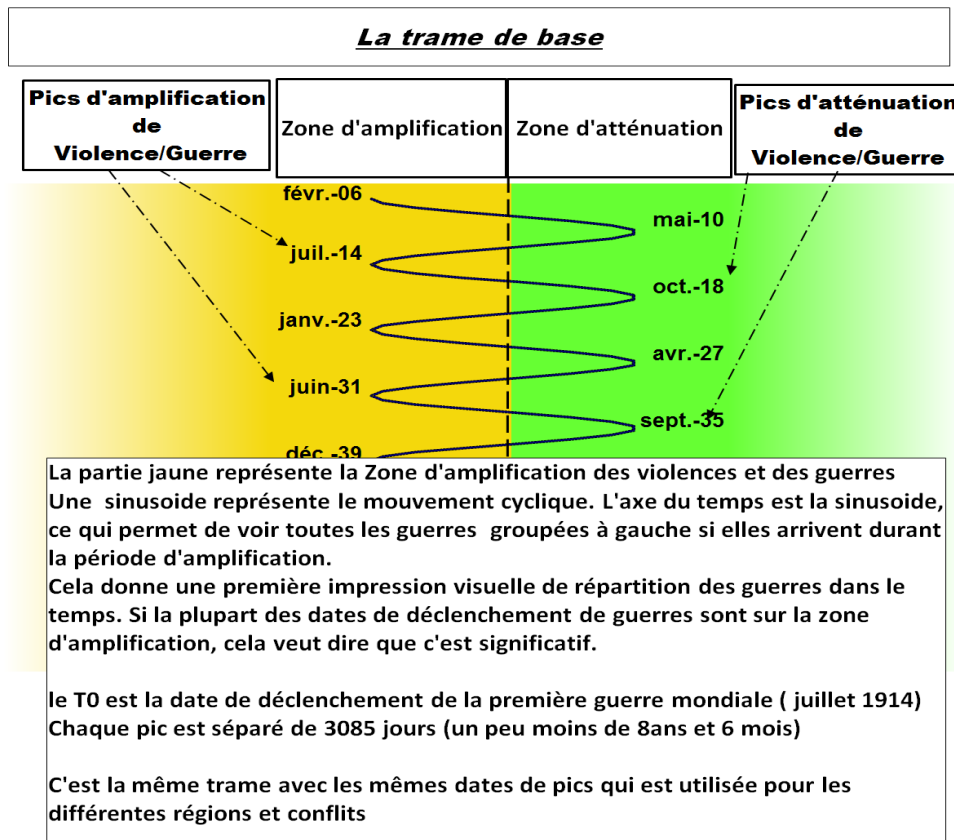 La trame de base
Pics d'amplification
de
Violence/Guerre
Zone d'amplification
Zone d'atténuation
Pics d'atténuation
de
Violence/Guerre
févr.-06
mai-10
juil.-14
oct.-18
janv.-23
avr.-27
juin-31
sept.-35
déc.-39
La partie jaune représente la Zone d'amplification des violences et des guerres
Une sinusoide représente le mouvement cyclique. L'axe du temps est la sinusoide,
ce qui permet de voir toutes les guerres groupées à gauche si elles arrivent durant
la période d'amplification.
Cela donne une première impression visuelle de répartition des guerres dans le
temps. Si la plupart des dates de déclenchement de guerres sont sur la zone
d'amplification, cela veut dire que c'est significatif.
le T0 est la date de déclenchement de la première guerre mondiale ( juillet 1914)
Chaque pic est séparé de 3085 jours (un peu moins de 8ans et 6 mois)
C'est la même trame avec les mêmes dates de pics qui est utilisée pour les
différentes régions et conflits